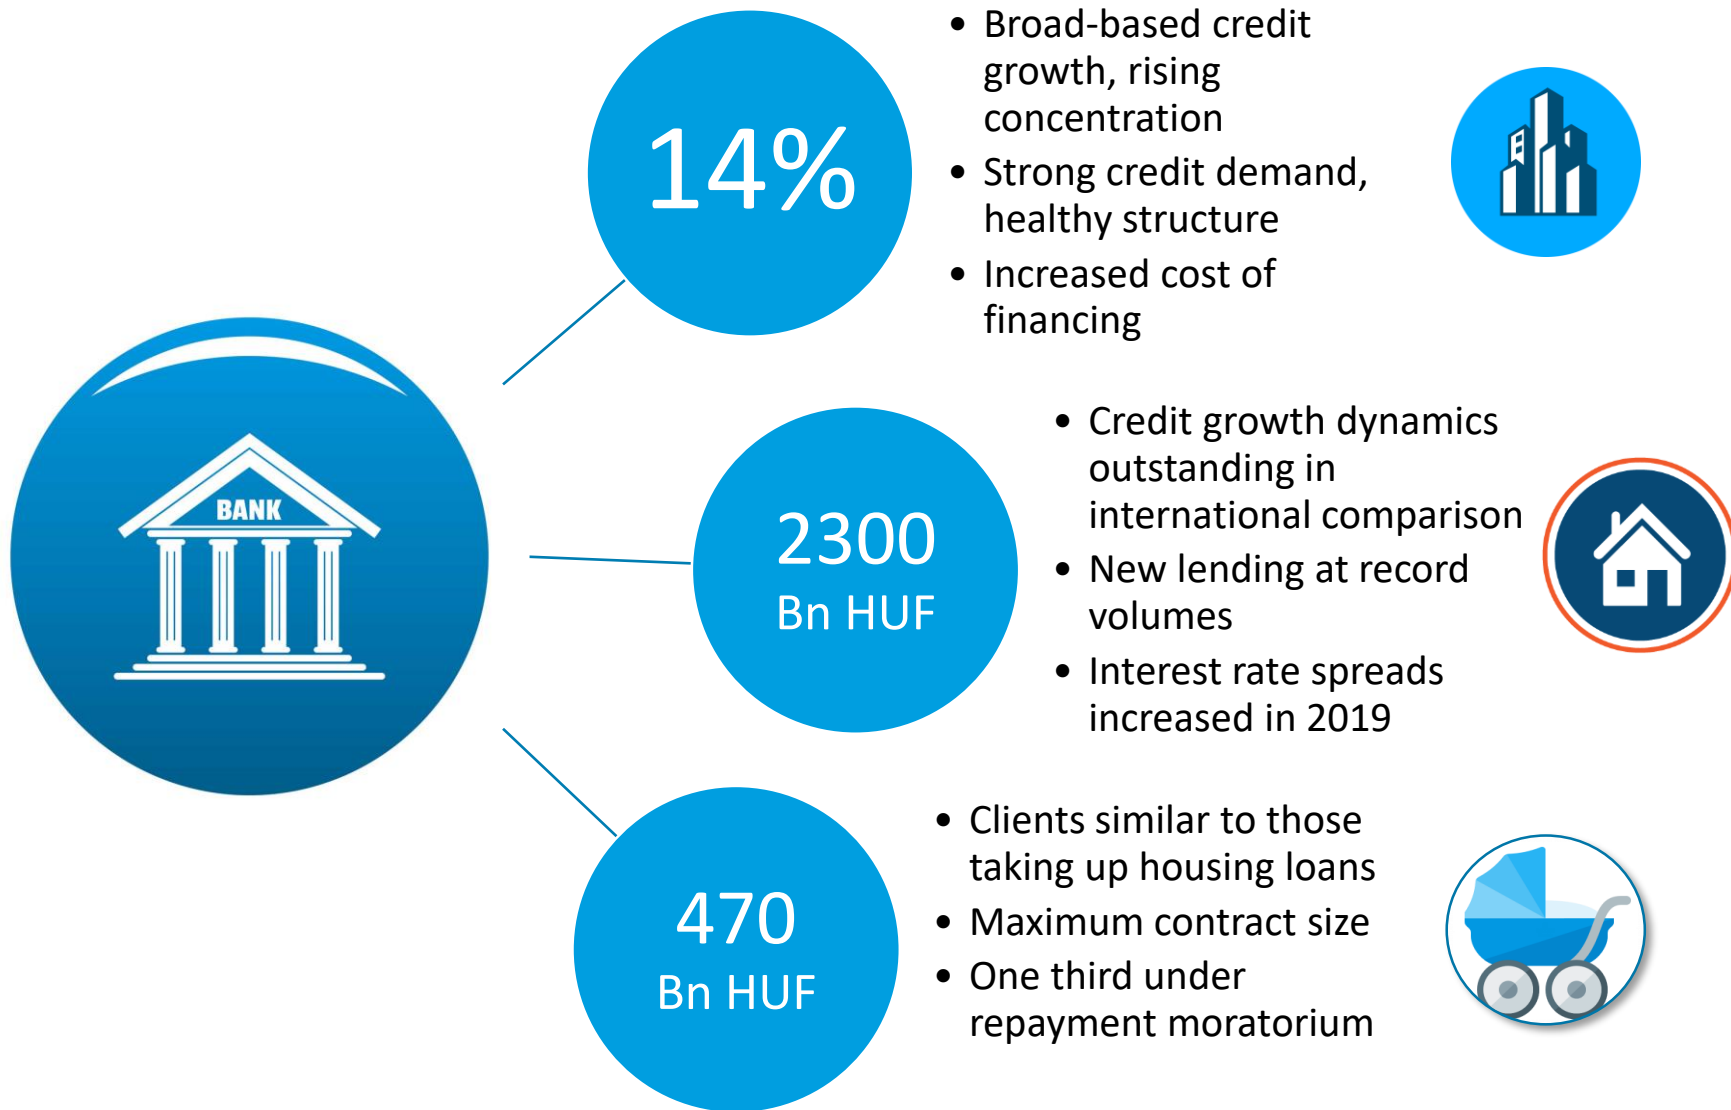 BANK
14%
• Broad-based credit
growth, rising
concentration
• Strong credit demand,
healthy structure
• Increased cost of
financing
2300
Bn HUF
• Credit growth dynamics
outstanding in
international comparison
• New lending at record
volumes
• Interest rate spreads
increased in 2019
470
Bn HUF
• Clients similar to those
taking up housing loans
• Maximum contract size
• One third under
repayment moratorium